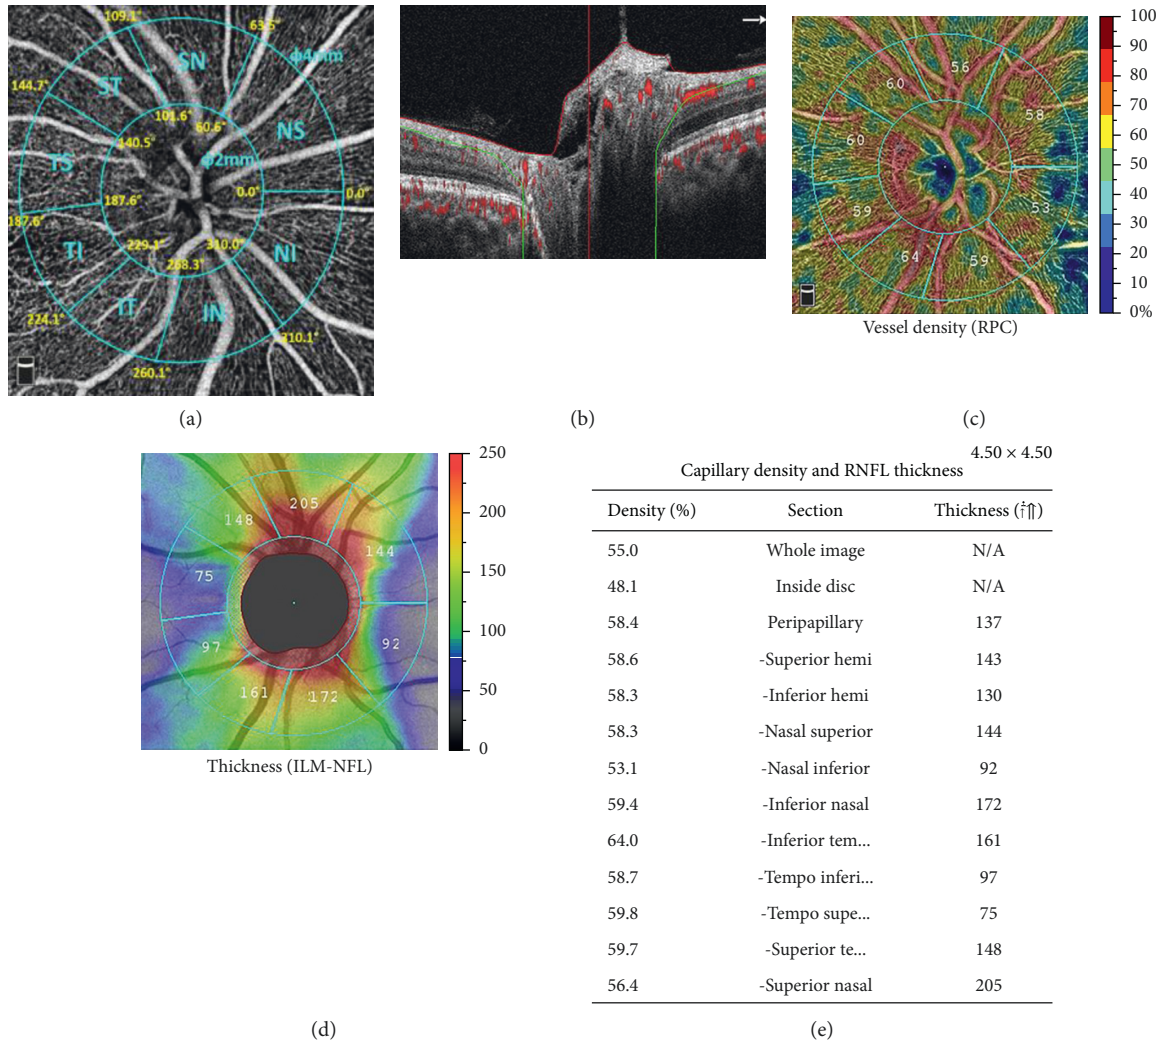 109.1°
63.5°
SN
ϕ4mm
144.7°
ST
101.6°
60.6°
NS
140.5°
TS
ϕ2mm
187.6°
0.0°
0.0°
187.6°
TI
229.1°
310.0°
NI
268.3°
224.1°
IT
IN
310.1°
260.1°
(a)
(b)
56
60
58
60
59
53
64
59
100
90
80
70
60
50
40
30
20
10
0%
Vessel density (RPC)
(c)
205
148
144
75
97
92
161
172
250
200
150
100
50
0
Thickness (ILM-NFL)
(d)
4.50 × 4.50
Capillary density and RNFL thickness
Density (%) Section Thickness
55.0 Whole image N/A
48.1 Inside disc N/A
58.4 Peripapillary 137
58.6 -Superior hemi 143
58.3 -Inferior hemi 130
58.3 -Nasal superior 144
53.1 -Nasal inferior 92
59.4 -Inferior nasal 172
64.0 -Inferior tem... 161
58.7 -Tempo inferi... 97
59.8 -Tempo supe... 75
59.7 -Superior te... 148
56.4 -Superior nasal 205
(e)